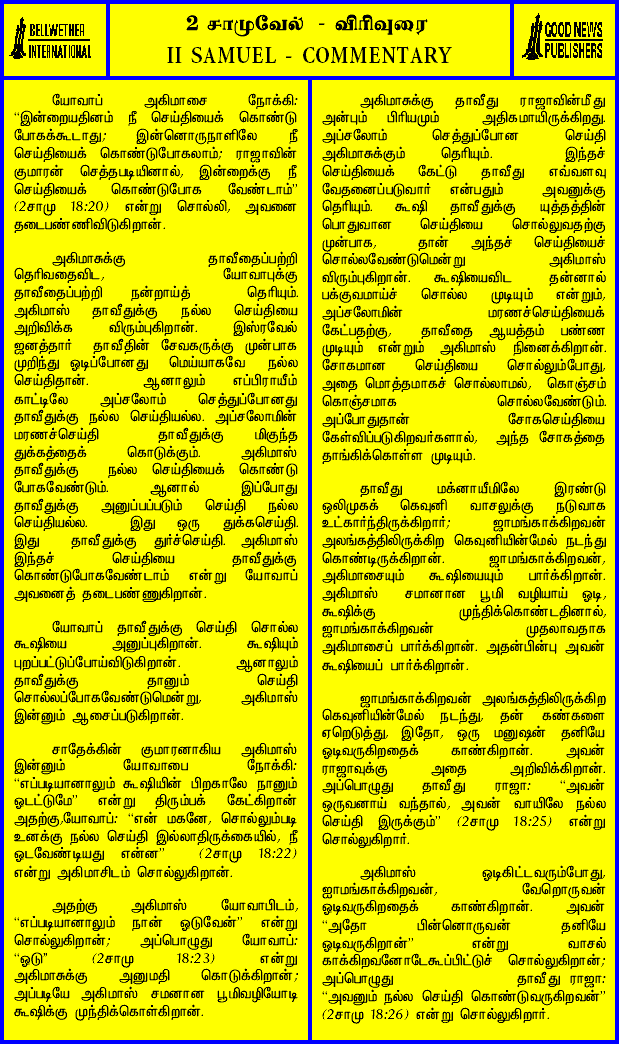 BELLWETHER
INTERNATIONAL
2 சாமுவேல் - விரிவுரை
II SAMUEL - COMMENTARY
GOOD NEWS
PUBLISHERS
யோவாப் அகிமாசை நோக்கி:
“இன்றையதினம் நீ செய்தியைக் கொண்டு
போகக்கூடாது; இன்னொருநாளிலே நீ
செய்தியைக் கொண்டுபோகலாம்; ராஜாவின்
குமாரன் செத்தபடியினால், இன்றைக்கு நீ
செய்தியைக் கொண்டுபோக வேண்டாம்”
(2சாமு 18:20) என்று சொல்லி, அவனை
தடைபண்ணிவிடுகிறான்.
அகிமாசுக்கு தாவீதைப்பற்றி
தெரிவதைவிட, யோவாபுக்கு
தாவீதைப்பற்றி நன்றாய்த் தெரியும்.
அகிமாஸ் தாவீதுக்கு நல்ல செய்தியை
அறிவிக்க விரும்புகிறான். இஸ்ரவேல்
ஜனத்தார் தாவீதின் சேவகருக்கு முன்பாக
முறிந்து ஓடிப்போனது மெய்யாகவே நல்ல
செய்திதான். ஆனாலும் எப்பிராயீம்
காட்டிலே அப்சலோம் செத்துப்போனது
தாவீதுக்கு நல்ல செய்தியல்ல. அப்சலோமின்
மரணச்செய்தி தாவீதுக்கு மிகுந்த
துக்கத்தைக் கொடுக்கும். அகிமாஸ்
தாவீதுக்கு நல்ல செய்தியைக் கொண்டு
போகவேண்டும். ஆனால் இப்போது
தாவீதுக்கு அனுப்பப்படும் செய்தி நல்ல
செய்தியல்ல. இது ஒரு துக்கசெய்தி.
இது தாவீதுக்கு துர்ச்செய்தி. அகிமாஸ்
இந்தச் செய்தியை தாவீதுக்கு
கொண்டுபோகவேண்டாம் என்று யோவாப்
அவனைத் தடைபண்ணுகிறான்.
யோவாப் தாவீதுக்கு செய்தி சொல்ல
கூஷியை அனுப்புகிறான். கூஷியும்
புறப்பட்டுப்போய்விடுகிறான். ஆனாலும்
தாவீதுக்கு தானும் செய்தி
சொல்லப்போகவேண்டுமென்று, அகிமாஸ்
இன்னும் ஆசைப்படுகிறான்.
சாதேக்கின் குமாரனாகிய அகிமாஸ்
இன்னும் யோவாபை நோக்கி:
“எப்படியானாலும் கூஷியின் பிறகாலே நானும்
ஓடட்டுமே” என்று திரும்பக் கேட்கிறான்
அதற்கு,யோவாப்: “என் மகனே, சொல்லும்படி
உனக்கு நல்ல செய்தி இல்லாதிருக்கையில், நீ
ஓடவேண்டியது என்ன” (2சாமு 18:22)
என்று அகிமாசிடம் சொல்லுகிறான்.
அதற்கு அகிமாஸ் யோவாபிடம்,
“எப்படியானாலும் நான் ஓடுவேன்” என்று
சொல்லுகிறான்; அப்பொழுது யோவாப்:
“ஓடு” (2சாமு 18:23) என்று
அகிமாசுக்கு அனுமதி கொடுக்கிறான்;
அப்படியே அகிமாஸ் சமனான பூமிவழியோடி
கூஷிக்கு முந்திக்கொள்கிறான்.
அகிமாசுக்கு தாவீது ராஜாவின்மீது
அன்பும் பிரியமும் அதிகமாயிருக்கிறது.
அப்சலோம் செத்துப்போன செய்தி
அகிமாசுக்கும் தெரியும். இந்தச்
செய்தியைக் கேட்டு தாவீது எவ்வளவு
வேதனைப்படுவார் என்பதும் அவனுக்கு
தெரியும். கூஷி தாவீதுக்கு யுத்தத்தின்
பொதுவான செய்தியை சொல்லுவதற்கு
முன்பாக, தான் அந்தச் செய்தியைச்
சொல்லவேண்டுமென்று அகிமாஸ்
விரும்புகிறான். கூஷியைவிட தன்னால்
பக்குவமாய்ச் சொல்ல முடியும் என்றும்,
அப்சலோமின் மரணச்செய்தியைக்
கேட்பதற்கு, தாவீதை ஆயத்தம் பண்ண
முடியும் என்றும் அகிமாஸ் நினைக்கிறான்.
சோகமான செய்தியை சொல்லும்போது,
அதை மொத்தமாகச் சொல்லாமல், கொஞ்சம்
கொஞ்சமாக சொல்லவேண்டும்.
அப்போதுதான் சோகசெய்தியை
கேள்விப்படுகிறவர்களால், அந்த சோகத்தை
தாங்கிக்கொள்ள முடியும்.
தாவீது மக்னாயீமிலே இரண்டு
ஒலிமுகக் கெவுனி வாசலுக்கு நடுவாக
உட்கார்ந்திருக்கிறார்; ஜாமங்காக்கிறவன்
அலங்கத்திலிருக்கிற கெவுனியின்மேல் நடந்து
கொண்டிருக்கிறான். ஜாமங்காக்கிறவன்,
அகிமாசையும் கூஷியையும் பார்க்கிறான்.
அகிமாஸ் சமானான பூமி வழியாய் ஓடி,
கூஷிக்கு முந்திக்கொண்டதினால்,
ஜாமங்காக்கிறவன் முதலாவதாக
அகிமாசைப் பார்க்கிறான். அதன்பின்பு அவன்
கூஷியைப் பார்க்கிறான்.
ஜாமங்காக்கிறவன் அலங்கத்திலிருக்கிற
கெவுனியின்மேல் நடந்து, தன் கண்களை
ஏறெடுத்து, இதோ, ஒரு மனுஷன் தனியே
ஓடிவருகிறதைக் காண்கிறான். அவன்
ராஜாவுக்கு அதை அறிவிக்கிறான்.
அப்பொழுது தாவீது ராஜா: “அவன்
ஒருவனாய் வந்தால், அவன் வாயிலே நல்ல
செய்தி இருக்கும்” (2சாமு 18:25) என்று
சொல்லுகிறார்.
அகிமாஸ் ஓடிகிட்டவரும்போது,
ஐாமங்காக்கிறவன், வேறொருவன்
ஓடிவருகிறதைக் காண்கிறான். அவன்
“அதோ பின்னொருவன் தனியே
ஓடிவருகிறான்” என்று வாசல்
காக்கிறவனோடேகூப்பிட்டுச் சொல்லுகிறான்;
அப்பொழுது தாவீது ராஜா:
“அவனும் நல்ல செய்தி கொண்டுவருகிறவன்”
(2சாமு 18:26) என்று சொல்லுகிறார்.